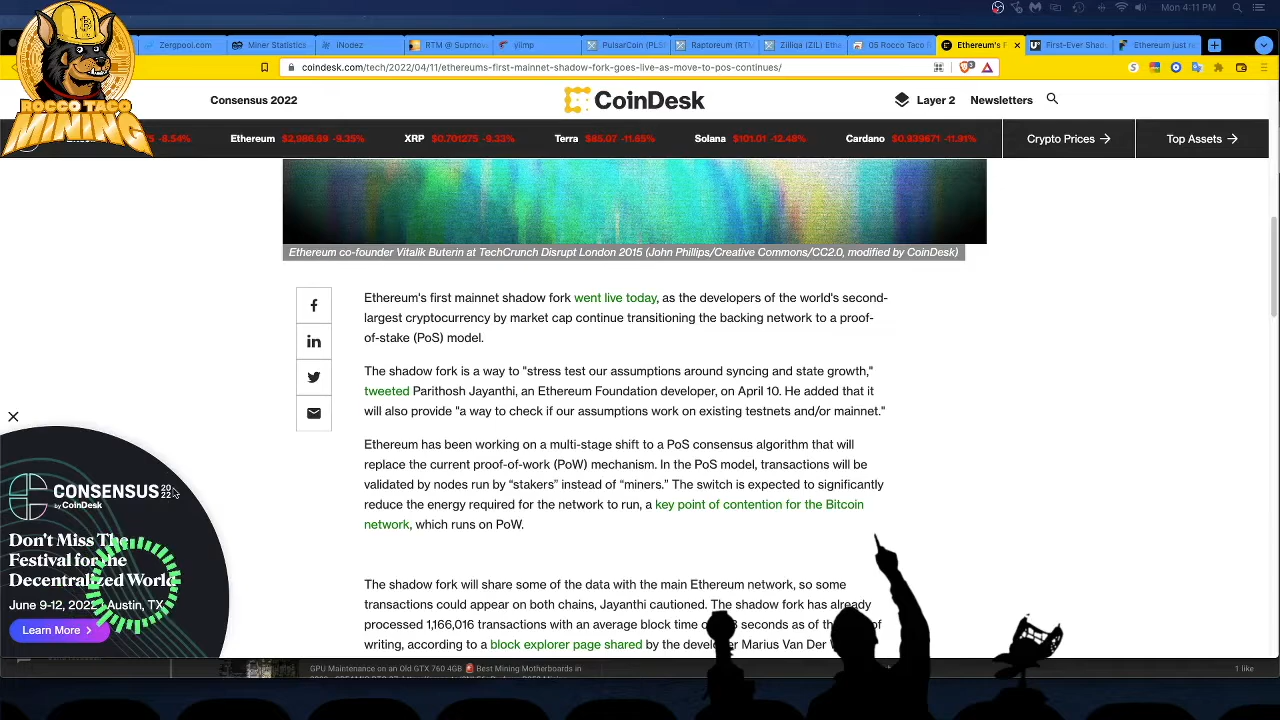 Mon 4:11 PM
Zergpool.com
Miner Statistics
iNodez
RTM @ Suprnova
yiimp
PulsarCoin (PLS
Raptoreum (RTM
Zilliqa (ZIL) Eth
05 Rocco Taco R
Ethereum's F
First-Ever Shad
Ethereum just r
coindesk.com/tech/2022/04/11/ethereums-first-mainnet-shadow-fork-goes-live-as-move-to-pos-continues/
ROCCO TACO
MINING
Consensus 2022
CoinDesk
Layer 2
Newsletters
-8.54%
Ethereum $2,986.89 -9.35%
XRP $0.701275 -9.33%
Terra $85.07 -11.65%
Solana $101.01 -12.48%
Cardano $0.939671 -11.91%
Crypto Prices
Top Assets
Ethereum co-founder Vitalik Buterin at TechCrunch Disrupt London 2015 (John Phillips/Creative Commons/CC2.0, modified by CoinDesk)
Ethereum's first mainnet shadow fork went live today, as the developers of the world's second-
largest cryptocurrency by market cap continue transitioning the backing network to a proof-
of-stake (PoS) model.
The shadow fork is a way to "stress test our assumptions around syncing and state growth,"
tweeted Parithosh Jayanthi, an Ethereum Foundation developer, on April 10. He added that it
will also provide "a way to check if our assumptions work on existing testnets and/or mainnet."
Ethereum has been working on a multi-stage shift to a PoS consensus algorithm that will
replace the current proof-of-work (PoW) mechanism. In the PoS model, transactions will be
validated by nodes run by “stakers” instead of “miners.” The switch is expected to significantly
reduce the energy required for the network to run, a key point of contention for the Bitcoin
network, which runs on PoW.
The shadow fork will share some of the data with the main Ethereum network, so some
transactions could appear on both chains, Jayanthi cautioned. The shadow fork has already
processed 1,166,016 transactions with an average block time seconds as of the of
writing, according to a block explorer page shared by the developer Marius Van Der
CONSENSUS 2022
by CoinDesk
Don't Miss The
Festival for the
Decentralized World
June 9-12, 2022 Austin, TX
Learn More
GPU Maintenance on an Old GTX 760 4GB 🚨 Best Mining Motherboards in
1 like